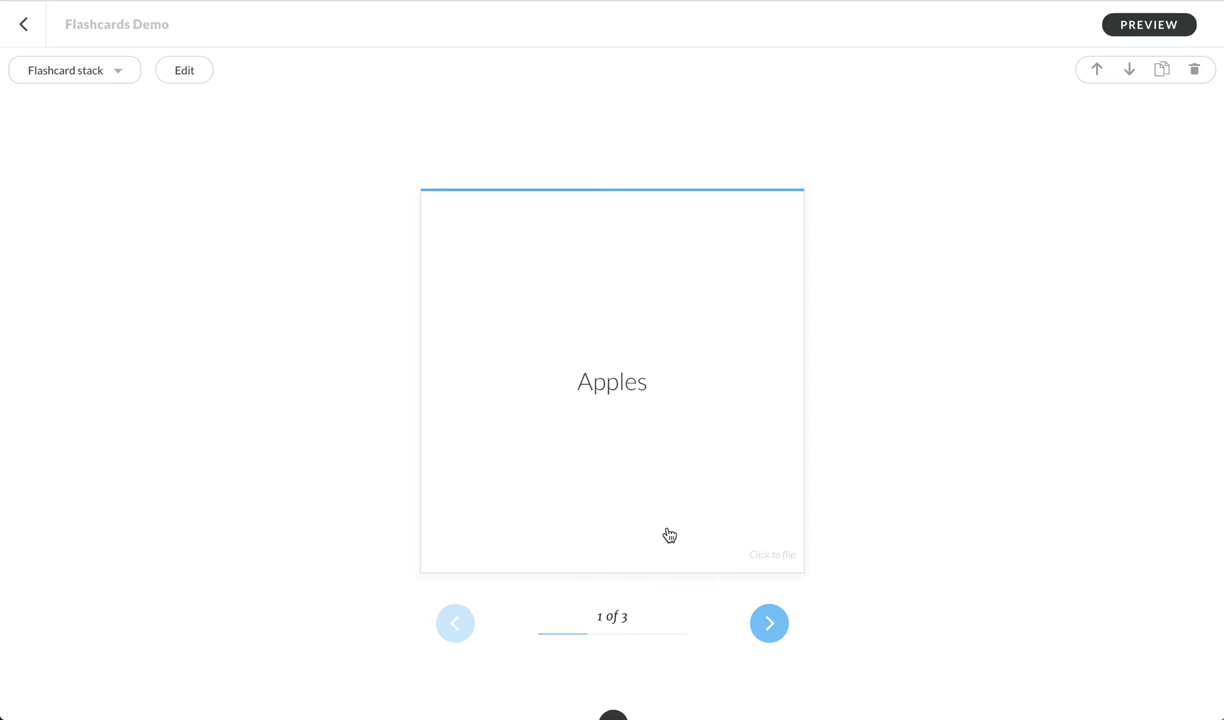 Flashcards Demo
PREVIEW
Flashcard stack
Edit
Apples
Click to flip
1 of 3